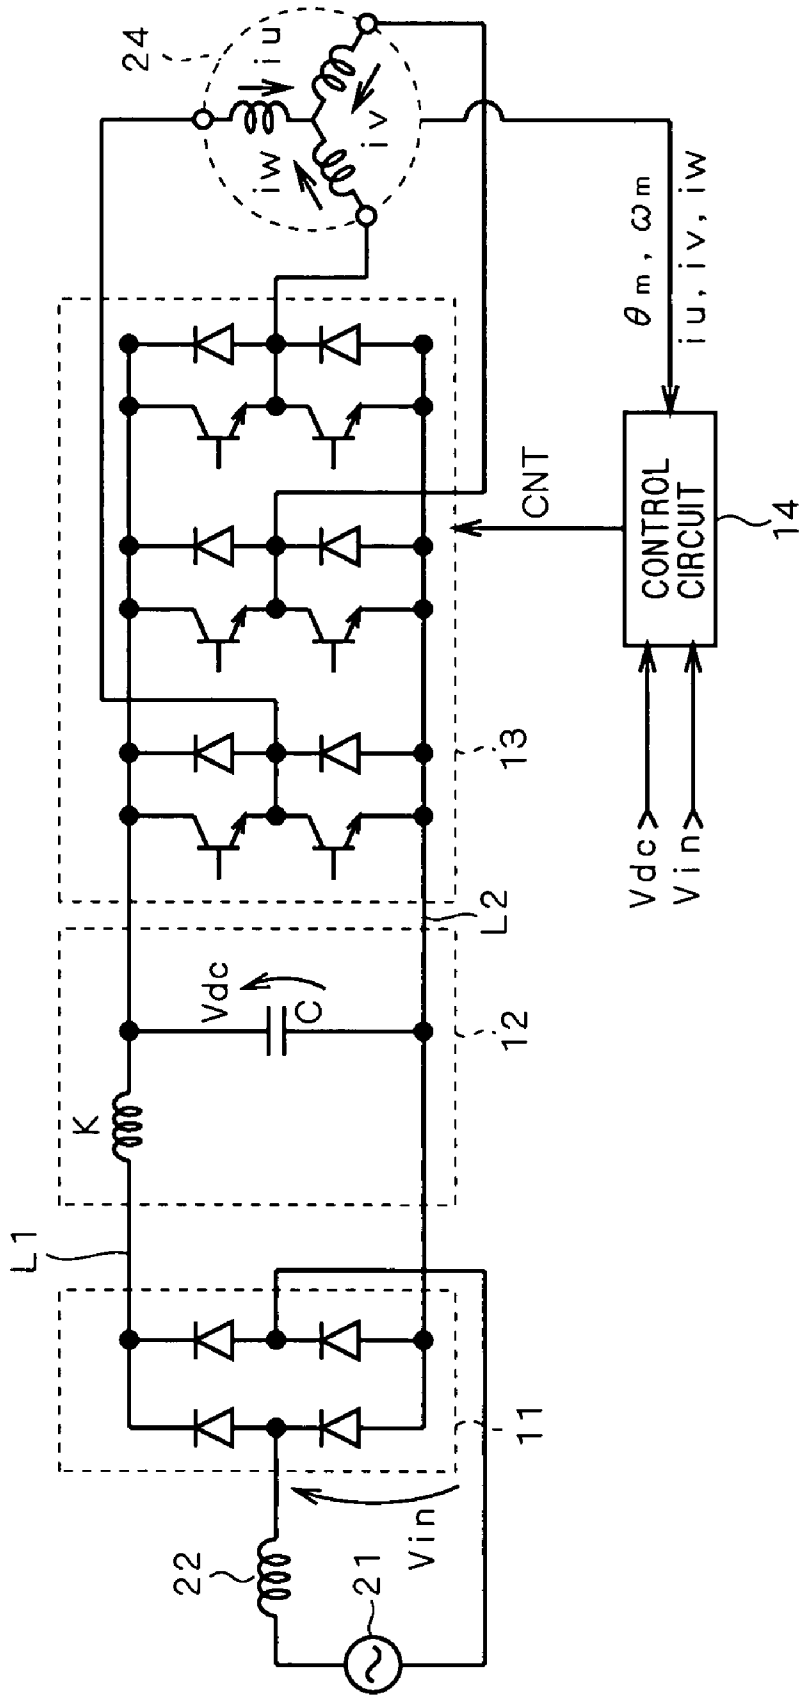 24
iu
iv
iw
θm, ωm
iu, iv, iw
CONTROL
CIRCUIT
14
CNT
Vdc
Vin
13
L2
Vdc
C
12
K
L1
11
Vin
22
21